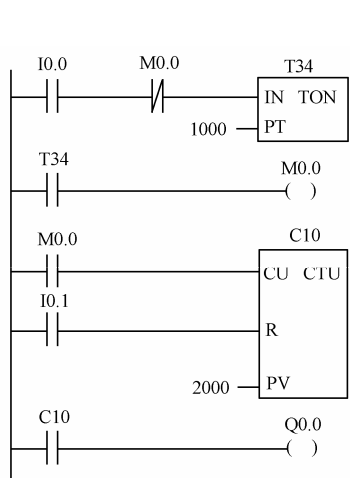 I0.0 M0.0 T34
IN TON
1000 PT
T34 M0.0
( )
M0.0 C10
CU CTU
I0.1
R
2000 PV
C10 Q0.0
( )